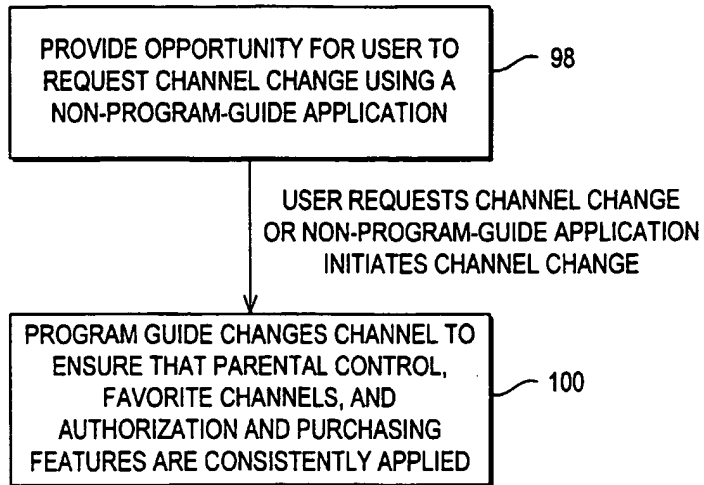 PROVIDE OPPORTUNITY FOR USER TO
REQUEST CHANNEL CHANGE USING A
NON-PROGRAM-GUIDE APPLICATION
98
USER REQUESTS CHANNEL CHANGE
OR NON-PROGRAM-GUIDE APPLICATION
INITIATES CHANNEL CHANGE
PROGRAM GUIDE CHANGES CHANNEL TO
ENSURE THAT PARENTAL CONTROL,
FAVORITE CHANNELS, AND
AUTHORIZATION AND PURCHASING
FEATURES ARE CONSISTENTLY APPLIED
100